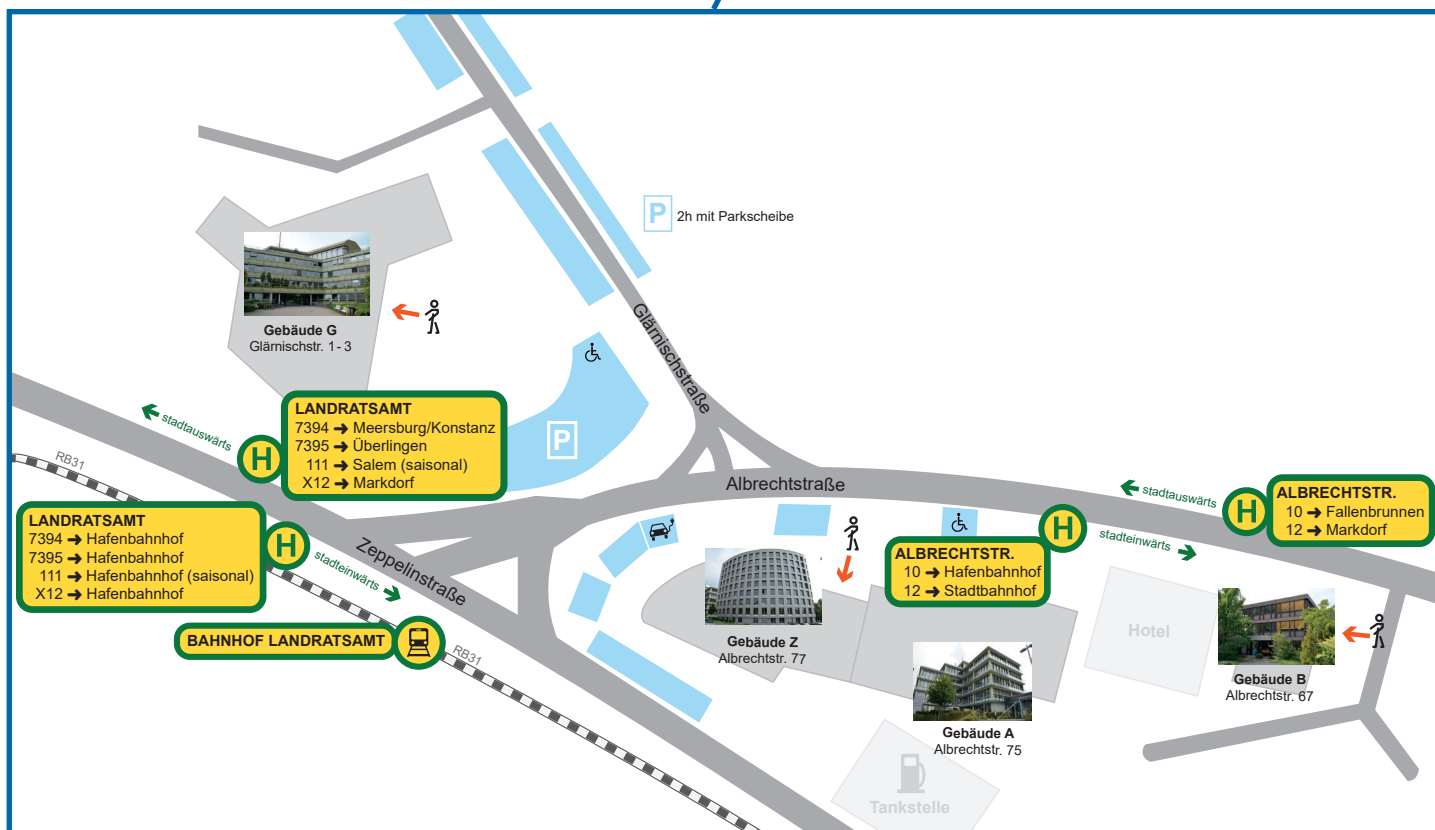 P 2h mit Parkscheibe
Glärnischstraße
Gebäude G
Glärnischstr. 1 - 3
P
stadtauswärts
H
LANDRATSAMT
7394 ➔ Meersburg/Konstanz
7395 ➔ Überlingen
111 ➔ Salem (saisonal)
X12 ➔ Markdorf
RB31
LANDRATSAMT
7394 ➔ Hafenbahnhof
7395 ➔ Hafenbahnhof
111 ➔ Hafenbahnhof (saisonal)
X12 ➔ Hafenbahnhof
H
stadteinwärts
Zeppelinstraße
BAHNHOF LANDRATSAMT
RB31
Albrechtstraße
stadtauswärts
H
ALBRECHTSTR.
10 ➔ Fallenbrunnen
12 ➔ Markdorf
H
stadteinwärts
ALBRECHTSTR.
10 ➔ Hafenbahnhof
12 ➔ Stadtbahnhof
Gebäude Z
Albrechtstr. 77
Hotel
Gebäude B
Albrechtstr. 67
Gebäude A
Albrechtstr. 75
Tankstelle